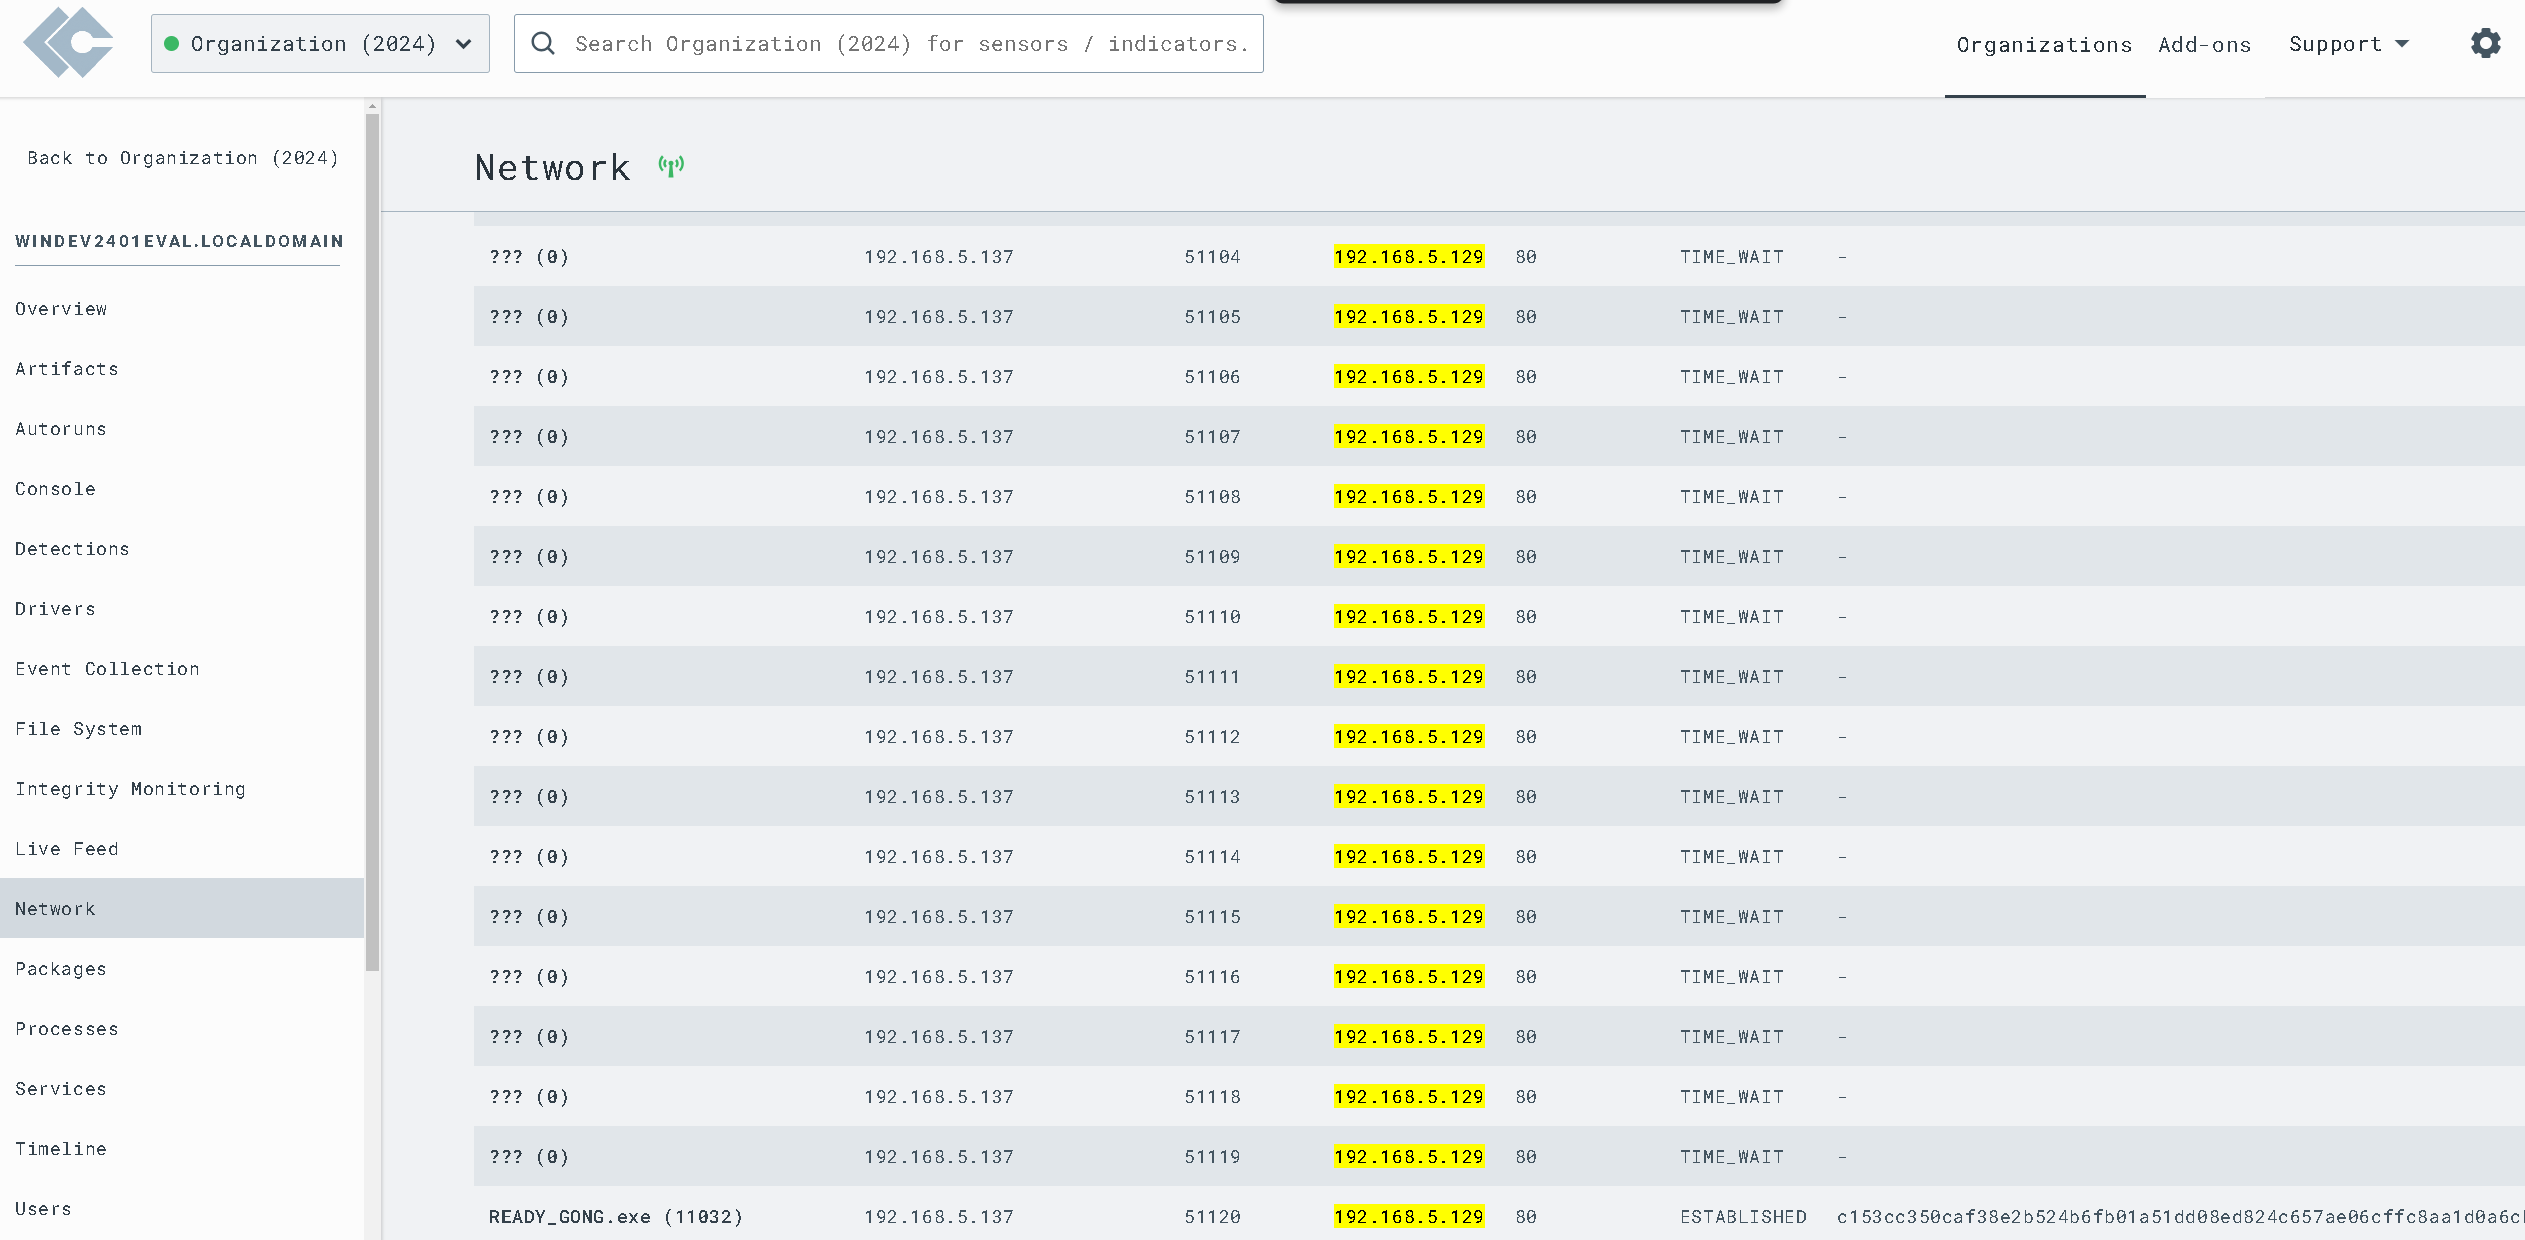 Organization (2024)
Search Organization (2024) for sensors / indicators.
Organizations
Add-ons
Support
Back to Organization (2024)
WINDEV2401EVAL.LOCALDOMAIN
Overview
Artifacts
Autoruns
Console
Detections
Drivers
Event Collection
File System
Integrity Monitoring
Live Feed
Network
Packages
Processes
Services
Timeline
Users
Network
??? (0) 192.168.5.137 51104 192.168.5.129 80 TIME_WAIT -
??? (0) 192.168.5.137 51105 192.168.5.129 80 TIME_WAIT -
??? (0) 192.168.5.137 51106 192.168.5.129 80 TIME_WAIT -
??? (0) 192.168.5.137 51107 192.168.5.129 80 TIME_WAIT -
??? (0) 192.168.5.137 51108 192.168.5.129 80 TIME_WAIT -
??? (0) 192.168.5.137 51109 192.168.5.129 80 TIME_WAIT -
??? (0) 192.168.5.137 51110 192.168.5.129 80 TIME_WAIT -
??? (0) 192.168.5.137 51111 192.168.5.129 80 TIME_WAIT -
??? (0) 192.168.5.137 51112 192.168.5.129 80 TIME_WAIT -
??? (0) 192.168.5.137 51113 192.168.5.129 80 TIME_WAIT -
??? (0) 192.168.5.137 51114 192.168.5.129 80 TIME_WAIT -
??? (0) 192.168.5.137 51115 192.168.5.129 80 TIME_WAIT -
??? (0) 192.168.5.137 51116 192.168.5.129 80 TIME_WAIT -
??? (0) 192.168.5.137 51117 192.168.5.129 80 TIME_WAIT -
??? (0) 192.168.5.137 51118 192.168.5.129 80 TIME_WAIT -
??? (0) 192.168.5.137 51119 192.168.5.129 80 TIME_WAIT -
READY_GONG.exe (11032) 192.168.5.137 51120 192.168.5.129 80 ESTABLISHED c153cc350caf38e2b524b6fb01a51dd08ed824c657ae06cffc8aa1d0a6c